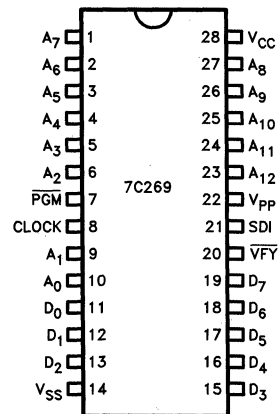 A7 1 28 VCC
A6 2 27 A8
A5 3 26 A9
A4 4 25 A10
A3 5 24 A11
A2 6 23 A12
PGM 7 7C269 22 VPP
CLOCK 8 21 SDI
A1 9 20 VFY
A0 10 19 D7
D0 11 18 D6
D1 12 17 D5
D2 13 16 D4
VSS 14 15 D3